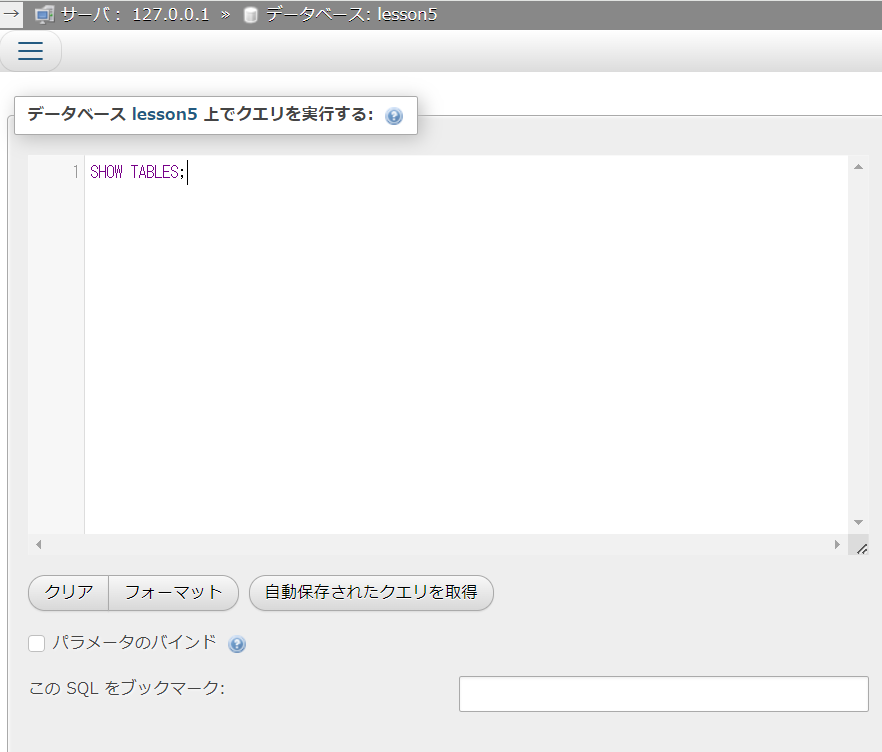 → サーバ: 127.0.0.1 » データベース: lesson5
データベース lesson5 上でクエリを実行する:
1 SHOW TABLES;
クリア フォーマット 自動保存されたクエリを取得
パラメータのバインド
この SQL をブックマーク: